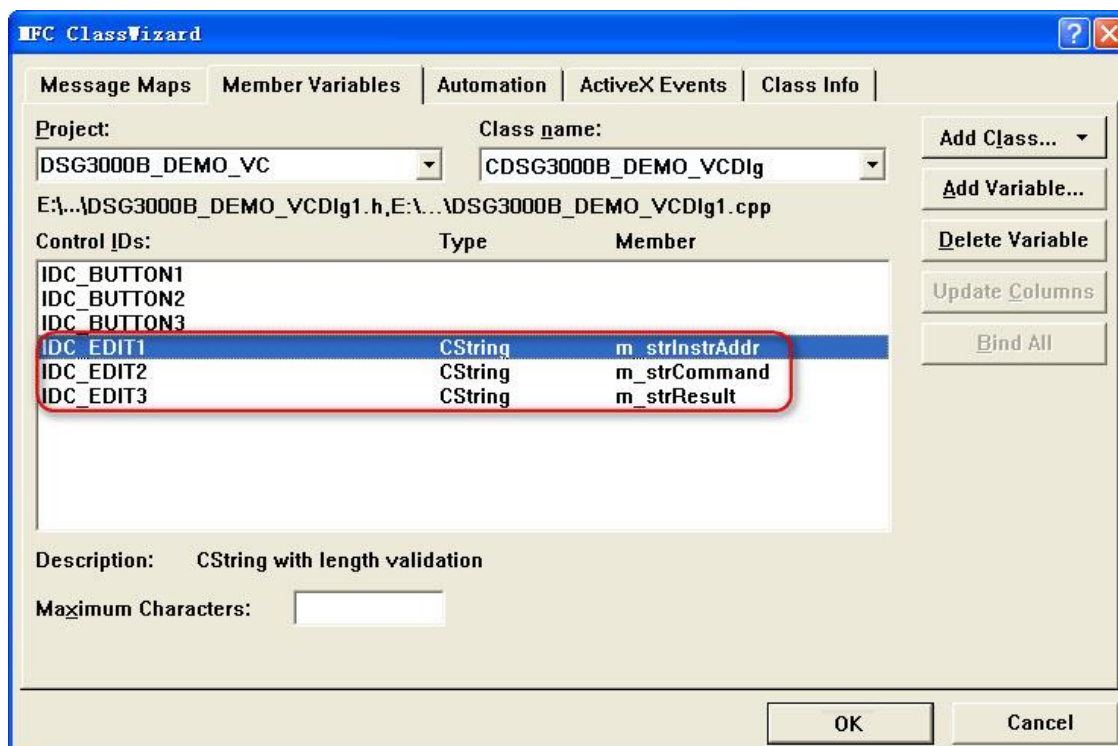 MFC ClassWizard
Message Maps Member Variables Automation ActiveX Events Class Info
Project: Class name:
DSG3000B_DEMO_VC CDSG3000B_DEMO_VCDlg
E:\...\DSG3000B_DEMO_VCDlg1.h,E:\...\DSG3000B_DEMO_VCDlg1.cpp
Control IDs: Type Member
IDC_BUTTON1
IDC_BUTTON2
IDC_BUTTON3
IDC_EDIT1 CString m_strInstrAddr
IDC_EDIT2 CString m_strCommand
IDC_EDIT3 CString m_strResult
Add Class...
Add Variable...
Delete Variable
Update Columns
Bind All
Description: CString with length validation
Maximum Characters:
OK Cancel